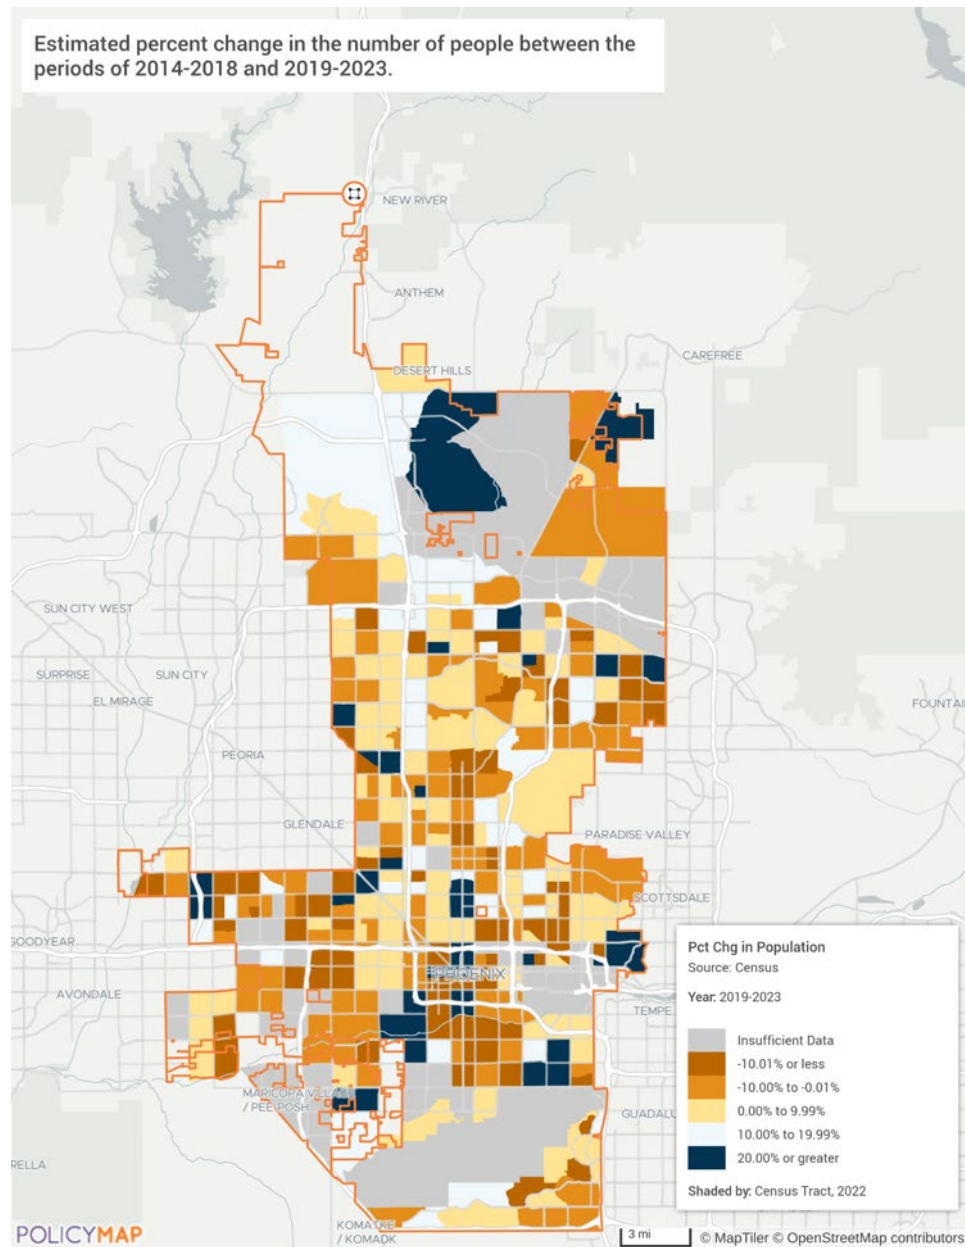 Estimated percent change in the number of people between the
periods of 2014-2018 and 2019-2023.
NEW RIVER
ANTHEM
CAREFREE
DESERT HILLS
SUN CITY WEST
SURPRISE
SUN CITY
EL MIRAGE
FOUNTAI
PEORIA
GLENDALE
PARADISE VALLEY
SCOTTSDALE
GOODYEAR
PHOENIX
AVONDALE
TEMPE
MARICOPA VILLA
/ PEE-POSH
GUADALU
RELLA
KOMATKE
/ KOMADK
Pct Chg in Population
Source: Census
Year: 2019-2023
Insufficient Data
-10.01% or less
-10.00% to -0.01%
0.00% to 9.99%
10.00% to 19.99%
20.00% or greater
Shaded by: Census Tract, 2022
POLICYMAP
3 mi
© MapTiler © OpenStreetMap contributors